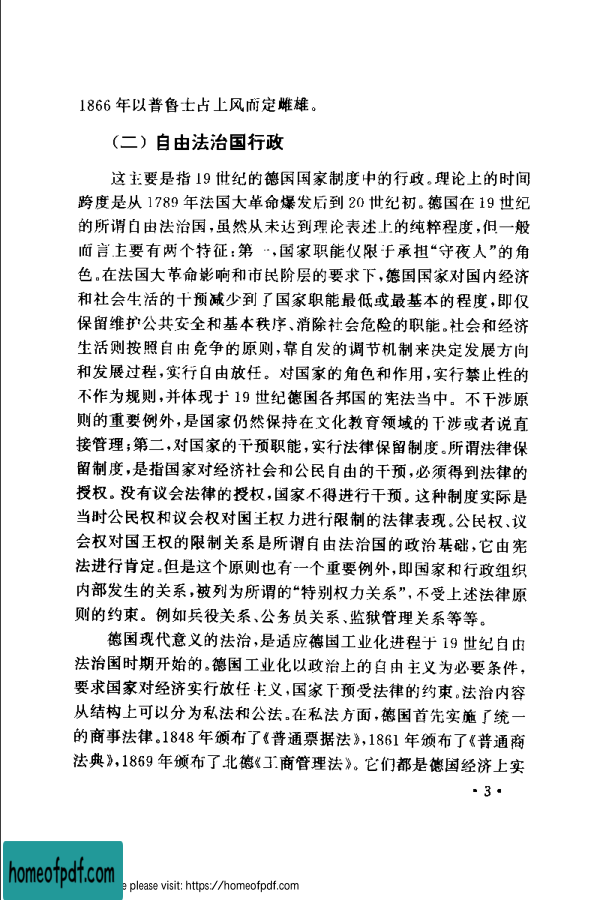 1866年以普鲁士占上风而定雌雄。
(二)自由法治国行政
这主要是指19世纪的德国国家制度中的行政。理论上的时间
跨度是从1789年法国大革命爆发后到20世纪初。德国在19世纪
的所谓自由法治国,虽然从未达到理论表述上的纯粹程度,但一般
而言主要有两个特征:第一,国家职能仅限于承担“守夜人”的角
色。在法国大革命影响和市民阶层的要求下,德国国家对国内经济
和社会生活的干预减少到了国家职能最低或最基本的程度,即仅
保留维护公共安全和基本秩序、消除社会危险的职能。社会和经济
生活则按照自由竞争的原则,靠自发的调节机制来决定发展方向
和发展过程,实行自由放任。对国家的角色和作用,实行禁止性的
不作为规则,并体现于19世纪德国各邦国的宪法当中。不干涉原
则的重要例外,是国家仍然保持在文化教育领域的干涉或者说直
接管理;第二,对国家的干预职能,实行法律保留制度。所谓法律保
留制度,是指国家对经济社会和公民自由的干预,必须得到法律的
授权。没有议会法律的授权,国家不得进行干预。这种制度实际是
当时公民权和议会权对国王权力进行限制的法律表现。公民权、议
会权对国王权的限制关系是所谓自由法治国的政治基础,它由宪
法进行肯定。但是这个原则也有一个重要例外,即国家和行政组织
内部发生的关系,被列为所谓的“特别权力关系”,不受上述法律原
则的约束。例如兵役关系、公务员关系、监狱管理关系等等。
德国现代意义的法治,是适应德国工业化进程于19世纪自由
法治国时期开始的。德国工业化以政治上的自由主义为必要条件,
要求国家对经济实行放任主义,国家干预受法律的约束。法治内容
从结构上可以分为私法和公法。在私法方面,德国首先实施了统一
的商事法律。1848年颁布了《普通票据法》,1861年颁布了《普通商
法典》,1869年颁布了北德《工商管理法》。它们都是德国经济上实
·3·
homeofpdf.com
e please visit: https://homeofpdf.com